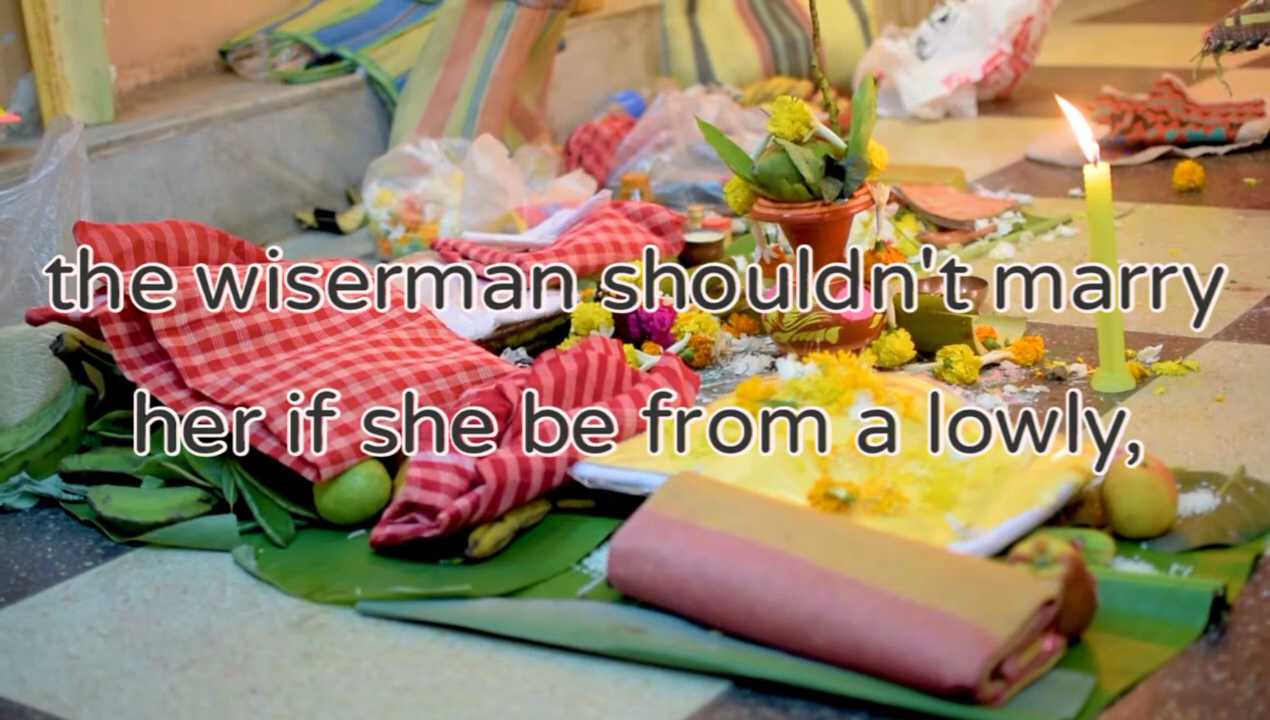 the wiserman shouldn't marry
her if she be from a lowly,